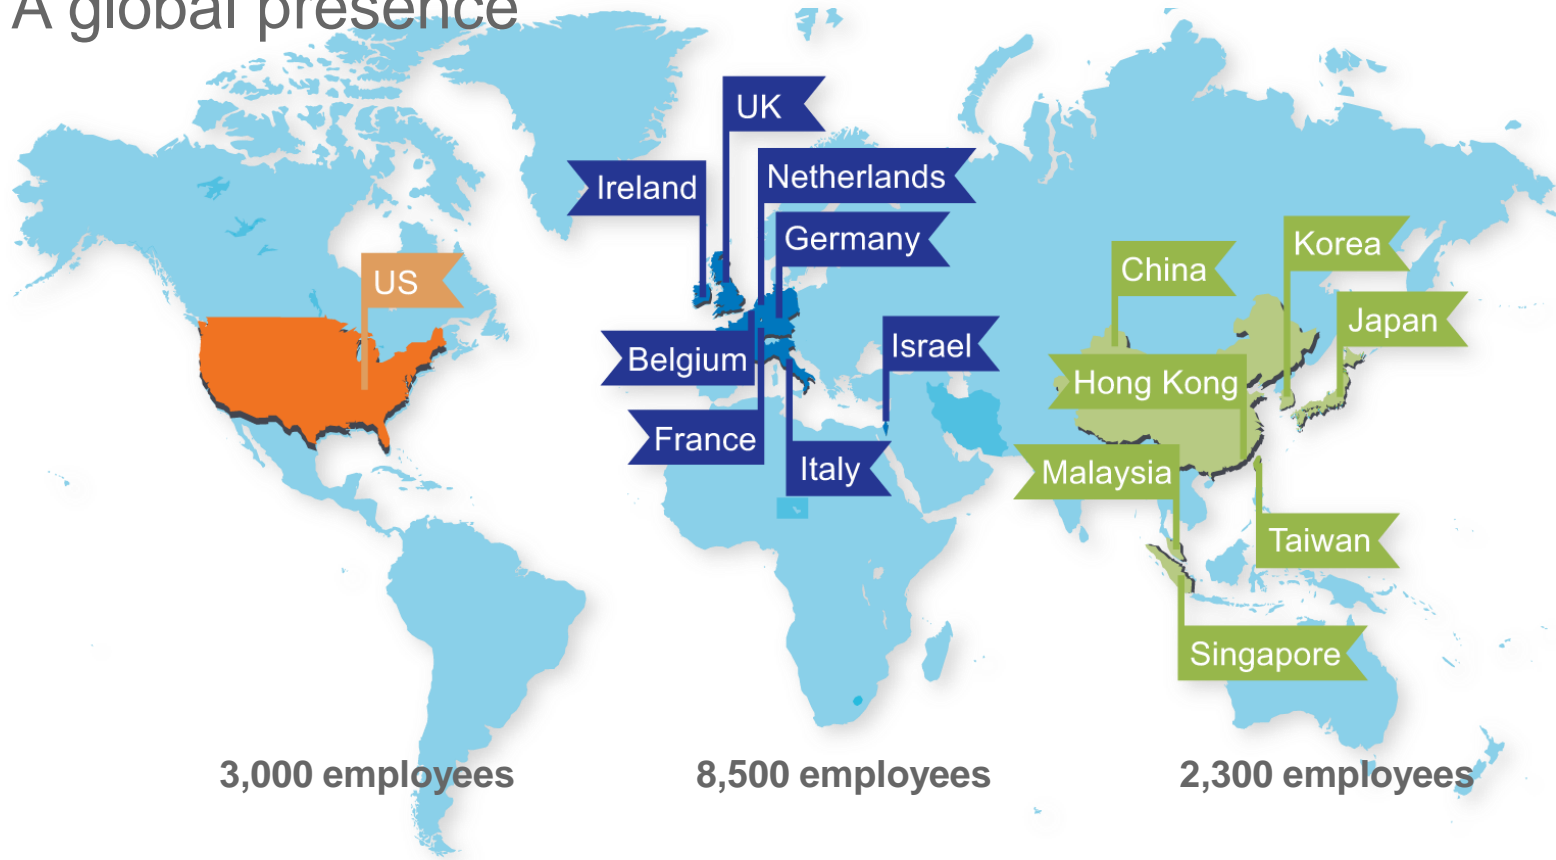 A global presence
UK
Ireland
Netherlands
Germany
US
Korea
China
Japan
Israel
Belgium
Hong Kong
France
Italy
Malaysia
Taiwan
Singapore
3,000 employees
8,500 employees
2,300 employees